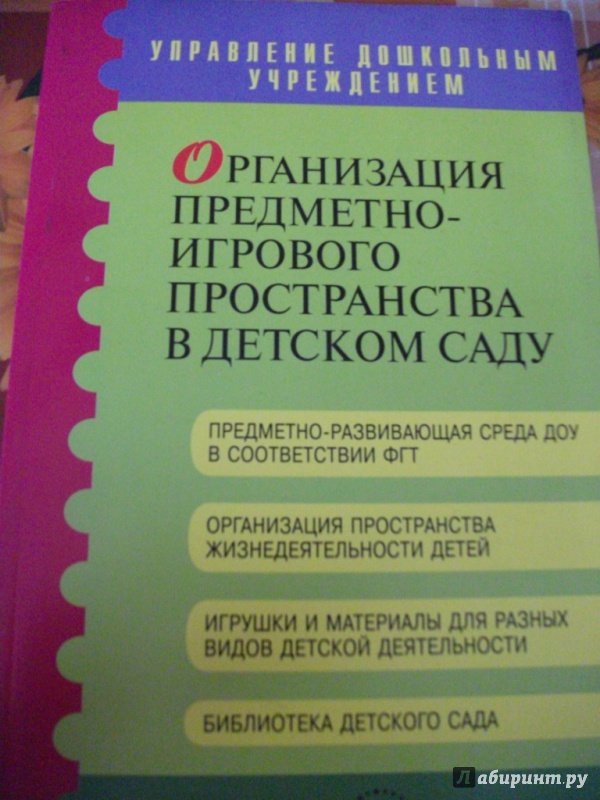 УПРАВЛЕНИЕ ДОШКОЛЬНЫМ
УЧРЕЖДЕНИЕМ
ОРГАНИЗАЦИЯ
ПРЕДМЕТНО-
ИГРОВОГО
ПРОСТРАНСТВА
В ДЕТСКОМ САДУ
ПРЕДМЕТНО-РАЗВИВАЮЩАЯ СРЕДА ДОУ
В СООТВЕТСТВИИ ФГТ
ОРГАНИЗАЦИЯ ПРОСТРАНСТВА
ЖИЗНЕДЕЯТЕЛЬНОСТИ ДЕТЕЙ
ИГРУШКИ И МАТЕРИАЛЫ ДЛЯ РАЗНЫХ
ВИДОВ ДЕТСКОЙ ДЕЯТЕЛЬНОСТИ
БИБЛИОТЕКА ДЕТСКОГО САДА
Лабиринт.ру